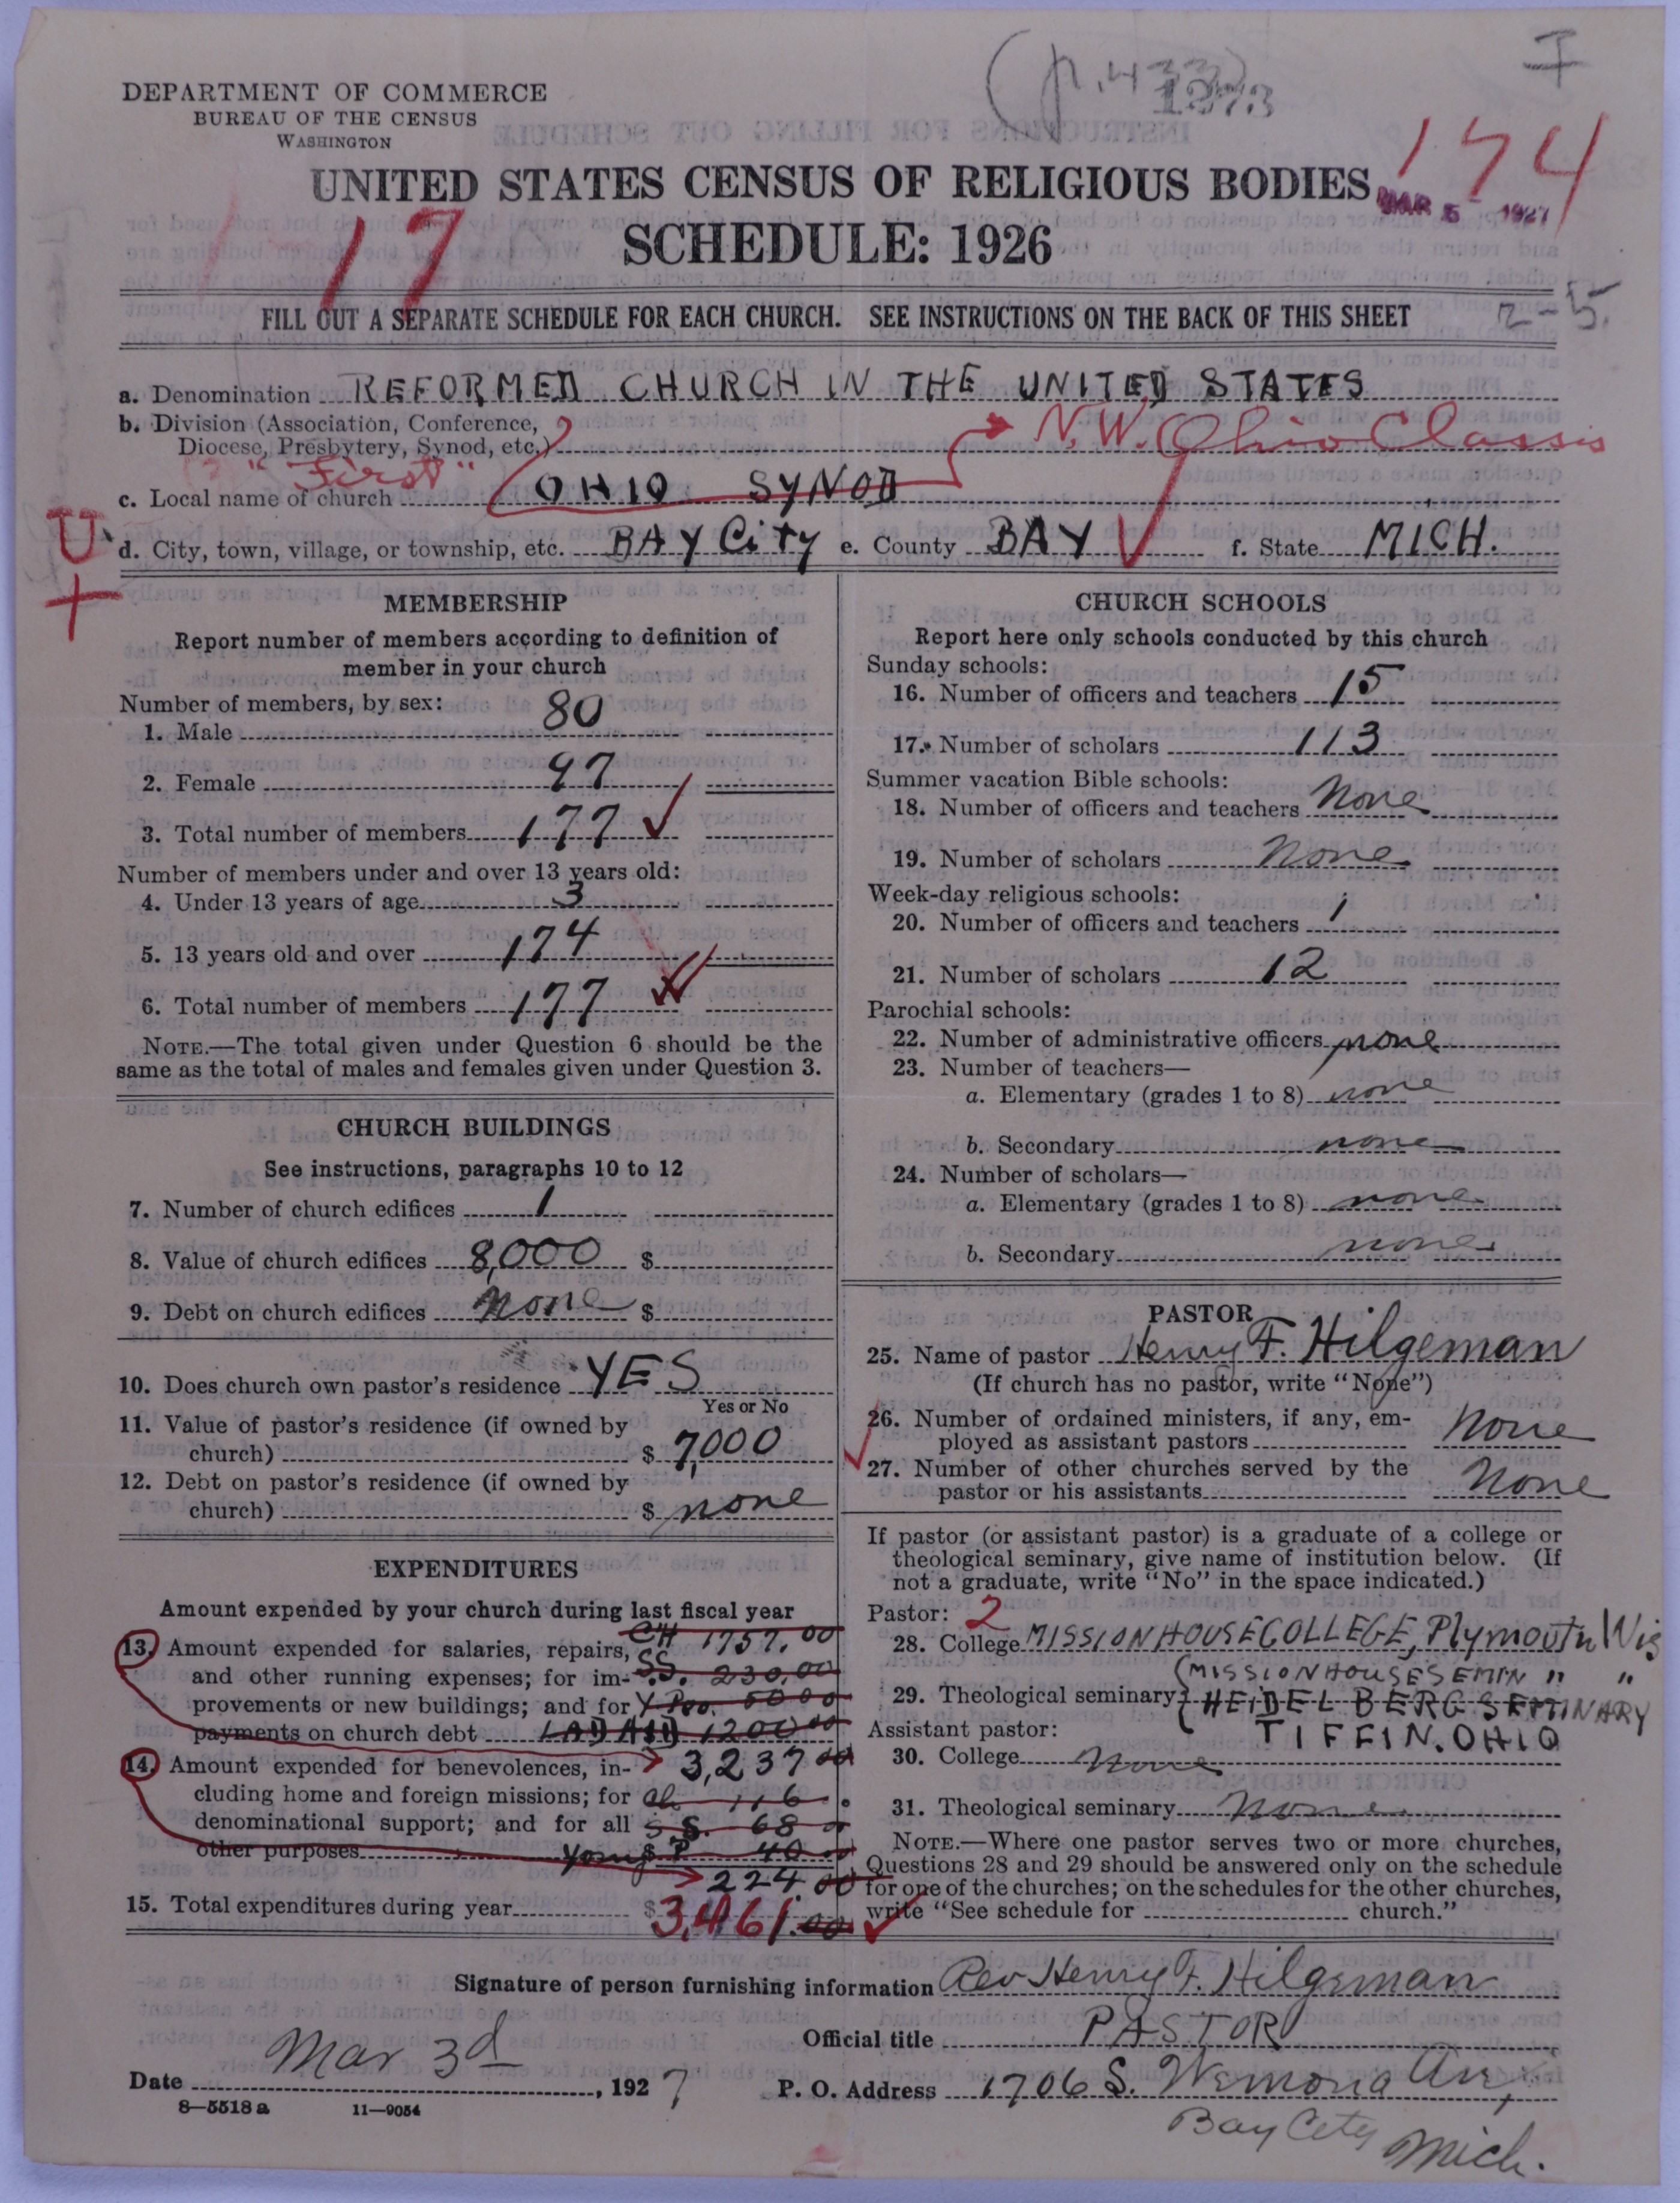 DEPARTMENT OF COMMERCE
BUREAU OF THE CENSUS
WASHINGTON
174
UNITED STATES CENSUS OF RELIGIOUS BODIES
MAR 5 1927
17
SCHEDULE: 1926
FILL OUT A SEPARATE SCHEDULE FOR EACH CHURCH. SEE INSTRUCTIONS ON THE BACK OF THIS SHEET
2-5.
a. Denomination REFORMED CHURCH IN THE UNITED STATES
b. Division (Association, Conference,
Diocese, Presbytery, Synod, etc.) N.W. Ohio Classis
"First"
c. Local name of church OHIO SYNOD
d. City, town, village, or township, etc. BAY CiTy e. County BAY f. State MICH.
MEMBERSHIP
Report number of members according to definition of
member in your church
Number of members, by sex:
1. Male 80
2. Female 97
3. Total number of members 177
Number of members under and over 13 years old:
4. Under 13 years of age 3
5. 13 years old and over 174
6. Total number of members 177
NOTE.—The total given under Question 6 should be the
same as the total of males and females given under Question 3.
CHURCH BUILDINGS
See instructions, paragraphs 10 to 12
7. Number of church edifices 1
8. Value of church edifices 8,000 $
9. Debt on church edifices none $
10. Does church own pastor's residence YES
Yes or No
11. Value of pastor's residence (if owned by
church) $ 7,000
12. Debt on pastor's residence (if owned by
church) $ none
EXPENDITURES
Amount expended by your church during last fiscal year
13. Amount expended for salaries, repairs, CH 1757.00
and other running expenses; for im- S.S. 230.00
provements or new buildings; and for 50 00
payments on church debt LAD AID 1200 00
14. Amount expended for benevolences, in- 3,237 00
cluding home and foreign missions; for 116
denominational support; and for all S S. 68
other purposes Young P 40 00
224 00
15. Total expenditures during year $ 3,461.00
CHURCH SCHOOLS
Report here only schools conducted by this church
Sunday schools:
16. Number of officers and teachers 15
17. Number of scholars 113
Summer vacation Bible schools:
18. Number of officers and teachers None
19. Number of scholars None
Week-day religious schools:
20. Number of officers and teachers 1
21. Number of scholars 12
Parochial schools:
22. Number of administrative officers none
23. Number of teachers—
a. Elementary (grades 1 to 8) none
b. Secondary none
24. Number of scholars—
a. Elementary (grades 1 to 8) none
b. Secondary none
PASTOR
25. Name of pastor Henry F. Hilgeman
(If church has no pastor, write "None")
26. Number of ordained ministers, if any, em-
ployed as assistant pastors None
27. Number of other churches served by the
pastor or his assistants None
If pastor (or assistant pastor) is a graduate of a college or
theological seminary, give name of institution below. (If
not a graduate, write "No" in the space indicated.)
Pastor: 2
28. College MISSION HOUSE COLLEGE, Plymouth Wis
MISSION HOUSE SEMIN " "
29. Theological seminary HEIDELBERG SEMINARY
Assistant pastor: TIFFIN, OHIO
30. College None
31. Theological seminary None
NOTE.—Where one pastor serves two or more churches,
Questions 28 and 29 should be answered only on the schedule
for one of the churches; on the schedules for the other churches,
write "See schedule for church."
Signature of person furnishing information Rev Henry F. Hilgeman
Official title PASTOR
Date Mar 3d, 1927
P. O. Address 1706 S. Wenona Ave,
8—5518 a 11—9054
Bay City
Mich.